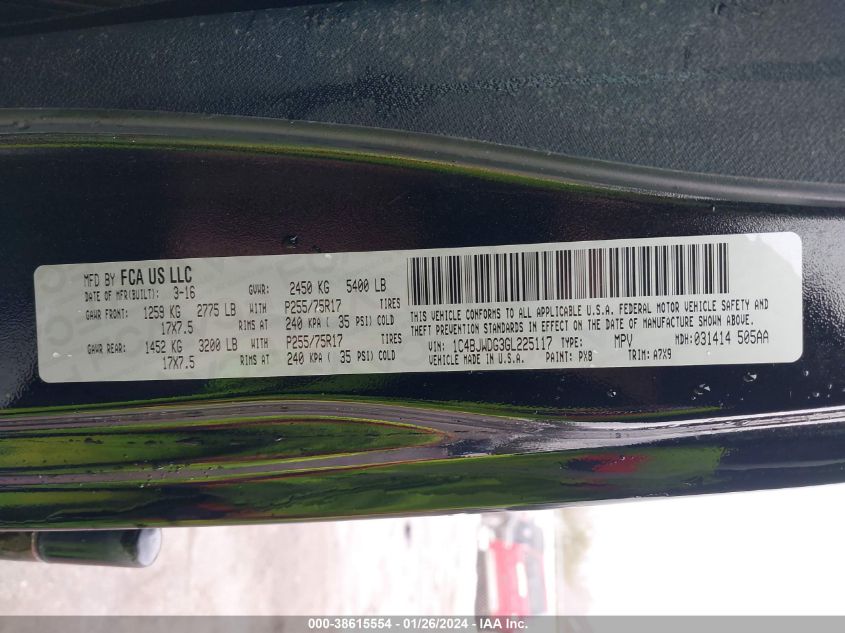 MFD BY FCA US LLC
DATE OF MFR(BUILT): 3-16 GVWR: 2450 KG 5400 LB
GAWR FRONT: 1259 KG 2775 LB WITH P255/75R17 TIRES
17X7.5 RIMS AT 240 KPA ( 35 PSI) COLD
GAWR REAR: 1452 KG 3200 LB WITH P255/75R17 TIRES
17X7.5 RIMS AT 240 KPA ( 35 PSI) COLD
THIS VEHICLE CONFORMS TO ALL APPLICABLE U.S.A. FEDERAL MOTOR VEHICLE SAFETY AND
THEFT PREVENTION STANDARDS IN EFFECT ON THE DATE OF MANUFACTURE SHOWN ABOVE.
VIN: 1C4BJWDG3GL225117 TYPE: MPV MDH: 031414 505AA
VEHICLE MADE IN U.S.A. PAINT: PX8 TRIM: A7X9
000-38615554 / 01/26/2024 - IAA Inc.